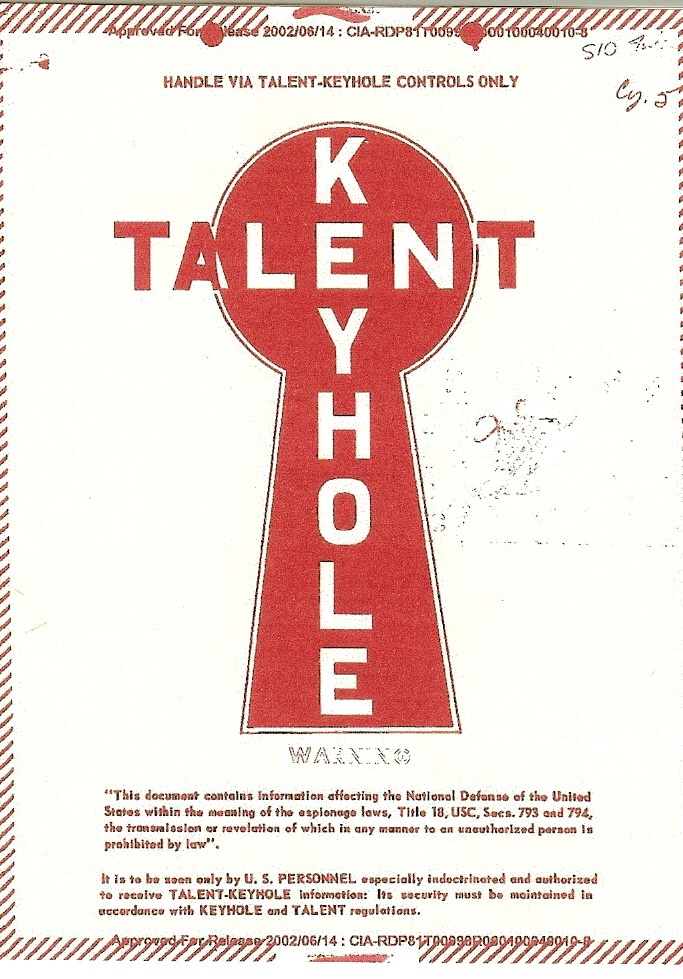 Approved For Release 2002/06/14 : CIA-RDP81T00990R000100040010-8
HANDLE VIA TALENT-KEYHOLE CONTROLS ONLY
Cy. 5
TALENT
KEYHOLE
WARNING
"This document contains information affecting the National Defense of the United
States within the meaning of the espionage laws, Title 18, USC, Secs. 793 and 794,
the transmission or revelation of which in any manner to an unauthorized person is
prohibited by law".
It is to be seen only by U. S. PERSONNEL especially indoctrinated and authorized
to receive TALENT-KEYHOLE information: Its security must be maintained in
accordance with KEYHOLE and TALENT regulations.
Approved For Release 2002/06/14 : CIA-RDP81T00990R000100040010-8